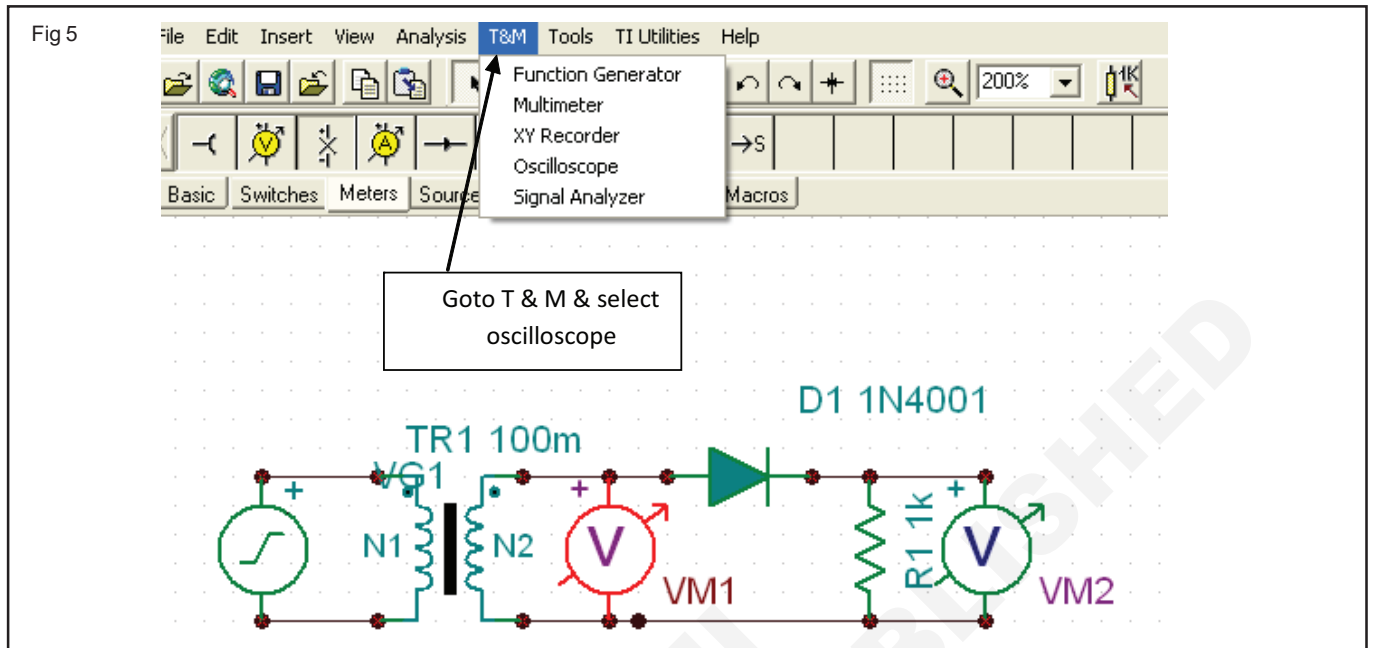 Fig 5
File Edit Insert View Analysis T&M Tools TI Utilities Help
Function Generator
200%
1K
Multimeter
XY Recorder
V
A
S
Oscilloscope
Basic Switches Meters Source
Signal Analyzer
Macros
Goto T & M & select
oscilloscope
D1 1N4001
TR1 100m
VG1
+
+
+
N1
N2
V
R1 1k
V
VM1
VM2
BLISHED